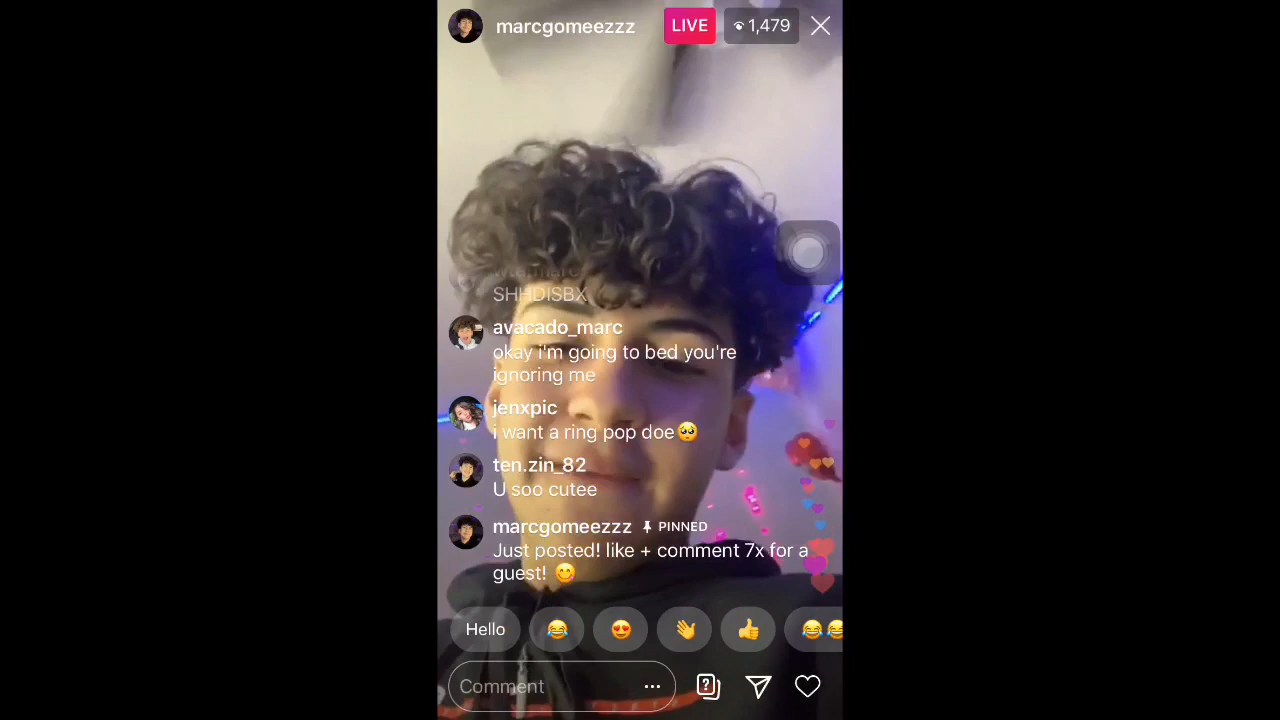 marcgomeezzz LIVE 1,479
SHHDISBX
avacado_marc
okay i'm going to bed you're
ignoring me
jenxpic
i want a ring pop doe🥺
ten.zin_82
U soo cutee
marcgomeezzz PINNED
Just posted! like + comment 7x for a
guest! 😋
Hello 😂 😍 👋 👍 😂😂
Comment ...